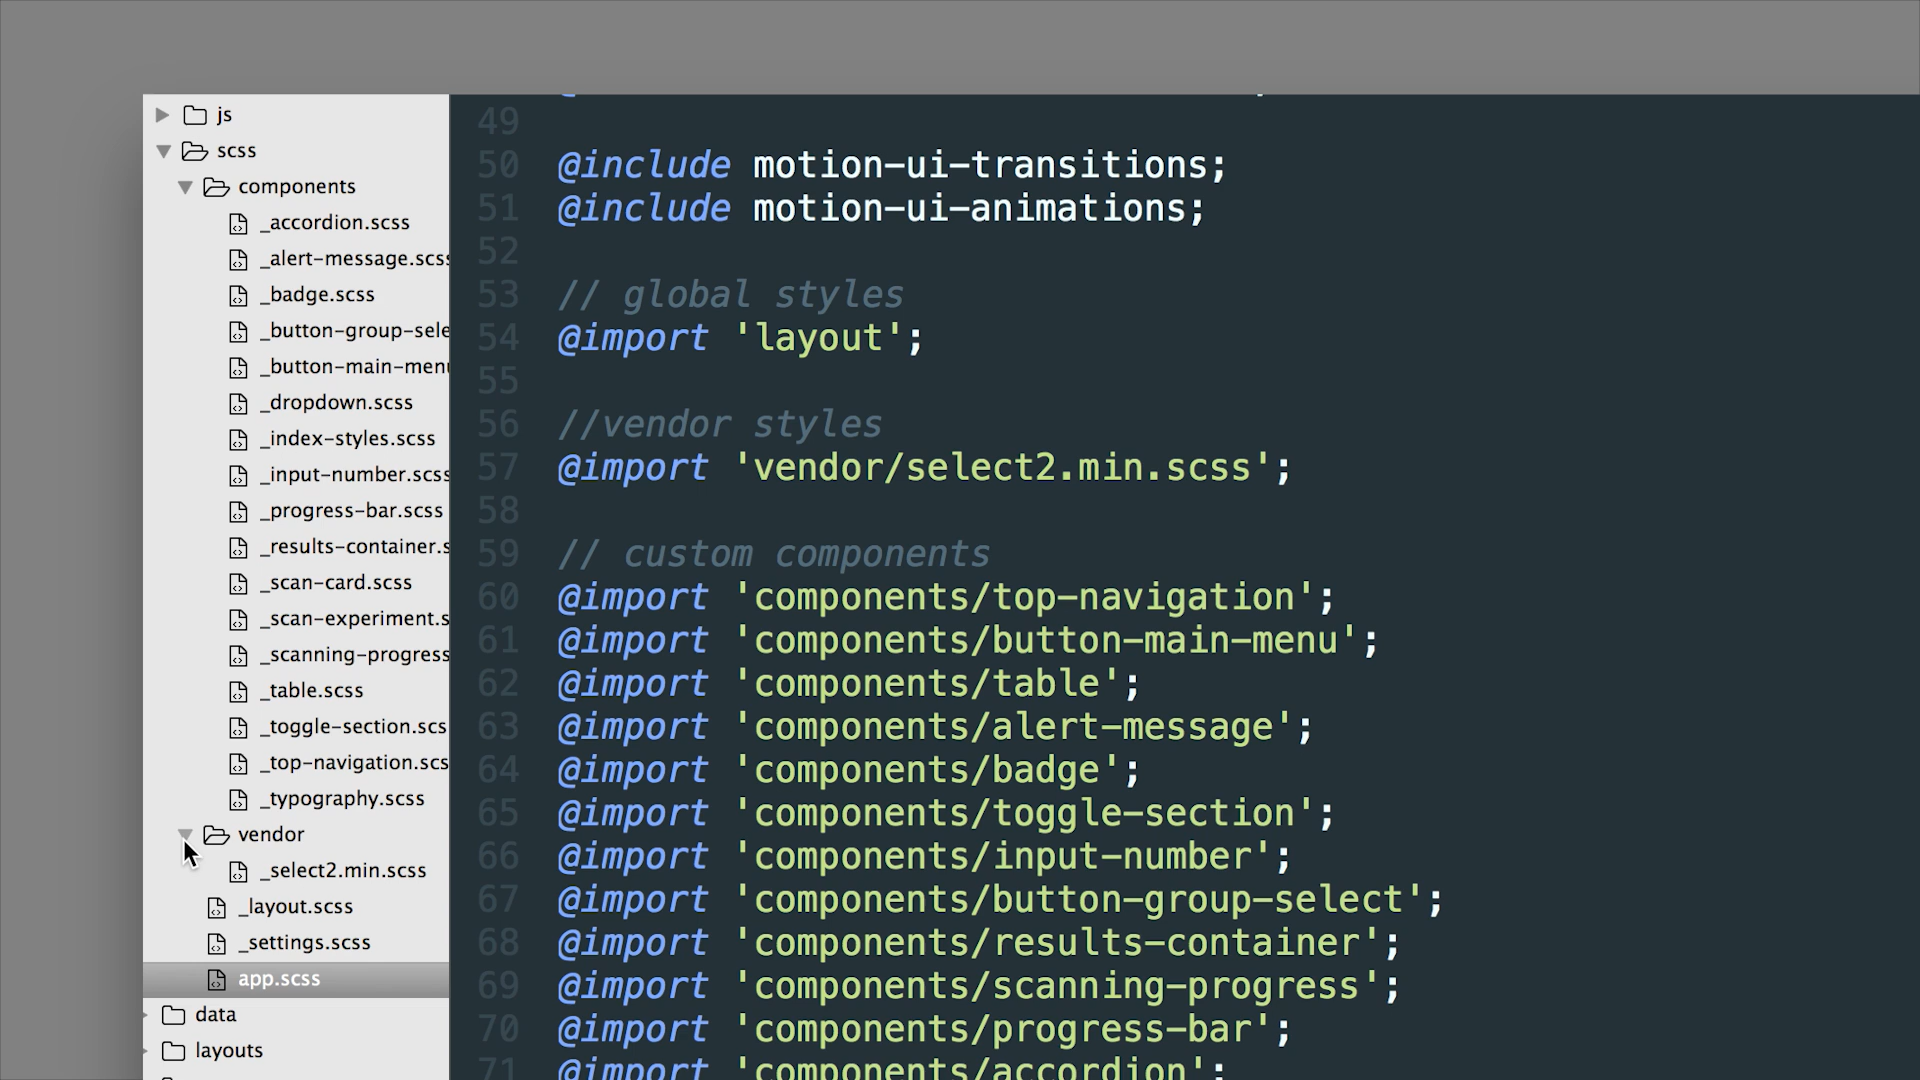 js
scss
components
_accordion.scss
_alert-message.scss
_badge.scss
_button-group-sele
_button-main-menu
_dropdown.scss
_index-styles.scss
_input-number.scss
_progress-bar.scss
_results-container.s
_scan-card.scss
_scan-experiment.s
_scanning-progress
_table.scss
_toggle-section.scs
_top-navigation.scs
_typography.scss
vendor
_select2.min.scss
_layout.scss
_settings.scss
app.scss
data
layouts
49
50 @include motion-ui-transitions;
51 @include motion-ui-animations;
52
53 // global styles
54 @import 'layout';
55
56 //vendor styles
57 @import 'vendor/select2.min.scss';
58
59 // custom components
60 @import 'components/top-navigation';
61 @import 'components/button-main-menu';
62 @import 'components/table';
63 @import 'components/alert-message';
64 @import 'components/badge';
65 @import 'components/toggle-section';
66 @import 'components/input-number';
67 @import 'components/button-group-select';
68 @import 'components/results-container';
69 @import 'components/scanning-progress';
70 @import 'components/progress-bar';
71 @import 'components/accordion';